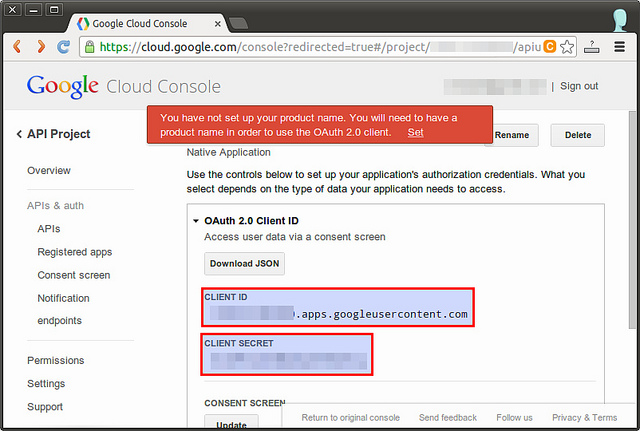 Google Cloud Console
https://cloud.google.com/console?redirected=true#/project/ /apiu
Google Cloud Console | Sign out
You have not set up your product name. You will need to have a
product name in order to use the OAuth 2.0 client. Set
API Project
Rename Delete
Native Application
Use the controls below to set up your application's authorization credentials. What you
select depends on the type of data your application needs to access.
Overview
APIs & auth
APIs
Registered apps
Consent screen
Notification
endpoints
Permissions
Settings
Support
OAuth 2.0 Client ID
Access user data via a consent screen
Download JSON
CLIENT ID
.apps.googleusercontent.com
CLIENT SECRET
CONSENT SCREEN
Update
Return to original console Send feedback Follow us Privacy & Terms